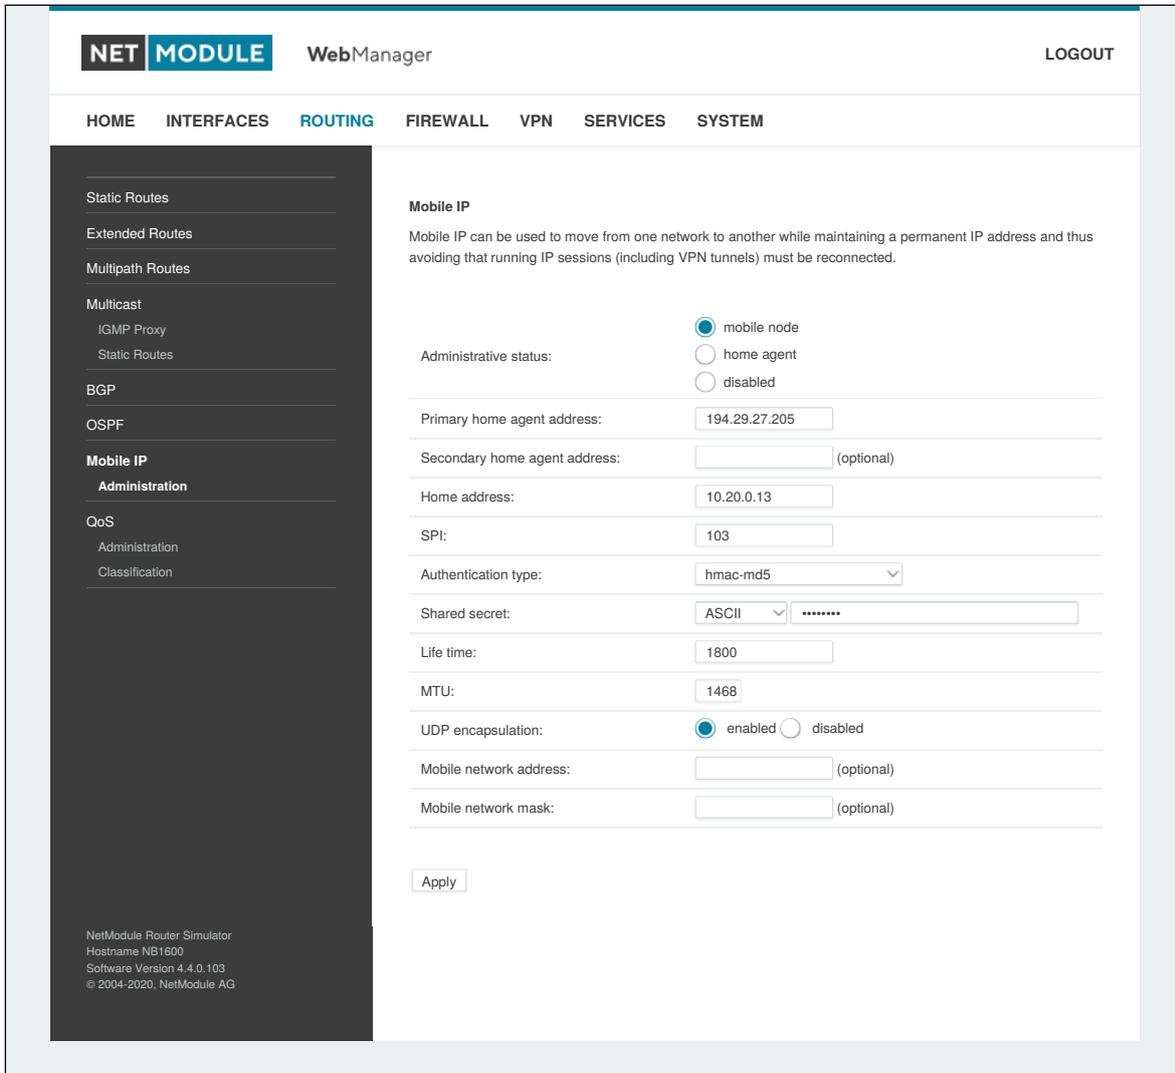 NET MODULE WebManager LOGOUT
HOME INTERFACES ROUTING FIREWALL VPN SERVICES SYSTEM
Static Routes
Extended Routes
Multipath Routes
Multicast
IGMP Proxy
Static Routes
BGP
OSPF
Mobile IP
Administration
QoS
Administration
Classification
NetModule Router Simulator
Hostname NB1600
Software Version 4.4.0.103
© 2004-2020, NetModule AG
Mobile IP
Mobile IP can be used to move from one network to another while maintaining a permanent IP address and thus
avoiding that running IP sessions (including VPN tunnels) must be reconnected.
Administrative status:
mobile node
home agent
disabled
Primary home agent address: 194.29.27.205
Secondary home agent address: (optional)
Home address: 10.20.0.13
SPI: 103
Authentication type: hmac-md5
Shared secret: ASCII ••••••••
Life time: 1800
MTU: 1468
UDP encapsulation: enabled disabled
Mobile network address: (optional)
Mobile network mask: (optional)
Apply